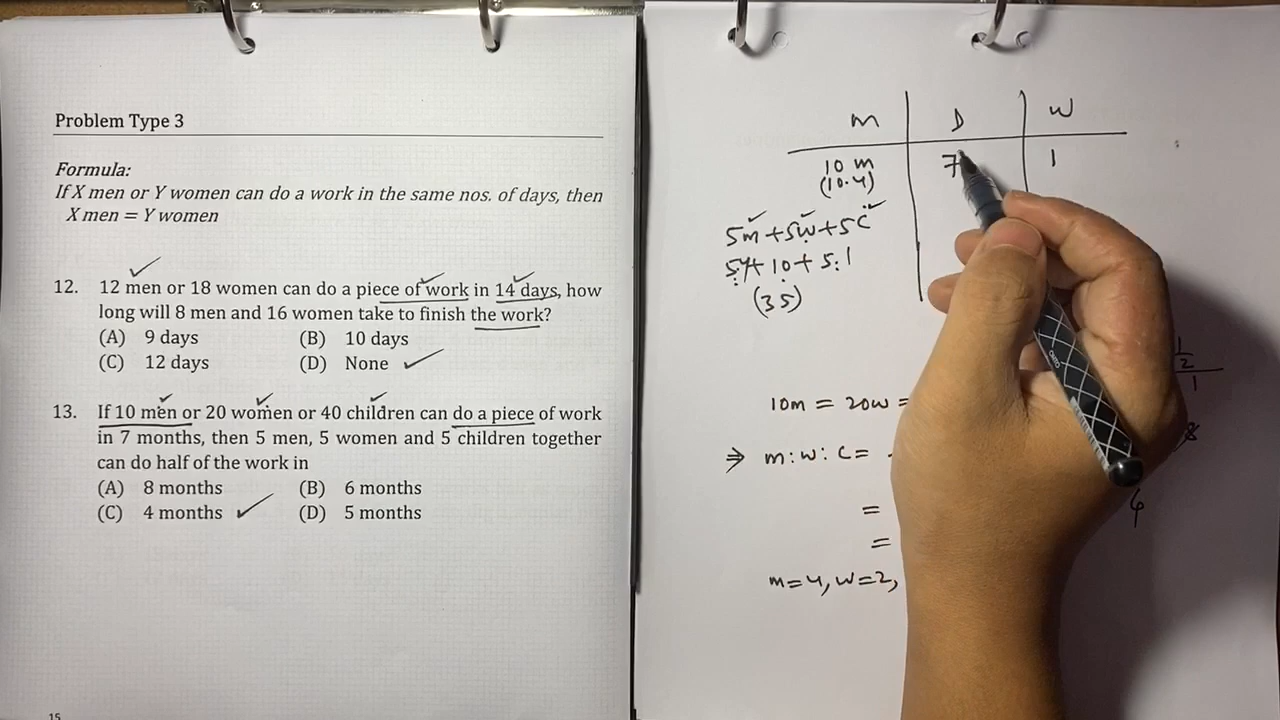 Problem Type 3
Formula:
If X men or Y women can do a work in the same nos. of days, then
X men = Y women
12. 12 men or 18 women can do a piece of work in 14 days, how
long will 8 men and 16 women take to finish the work?
(A) 9 days (B) 10 days
(C) 12 days (D) None
13. If 10 men or 20 women or 40 children can do a piece of work
in 7 months, then 5 men, 5 women and 5 children together
can do half of the work in
(A) 8 months (B) 6 months
(C) 4 months (D) 5 months
15
M D W
10 m 7 1
(10.4)
5m + 5w + 5c
5.4 + 10 + 5.1
(35)
1/2
1
10m = 20w =
⇒ m : w : c =
=
=
m=4, w=2,